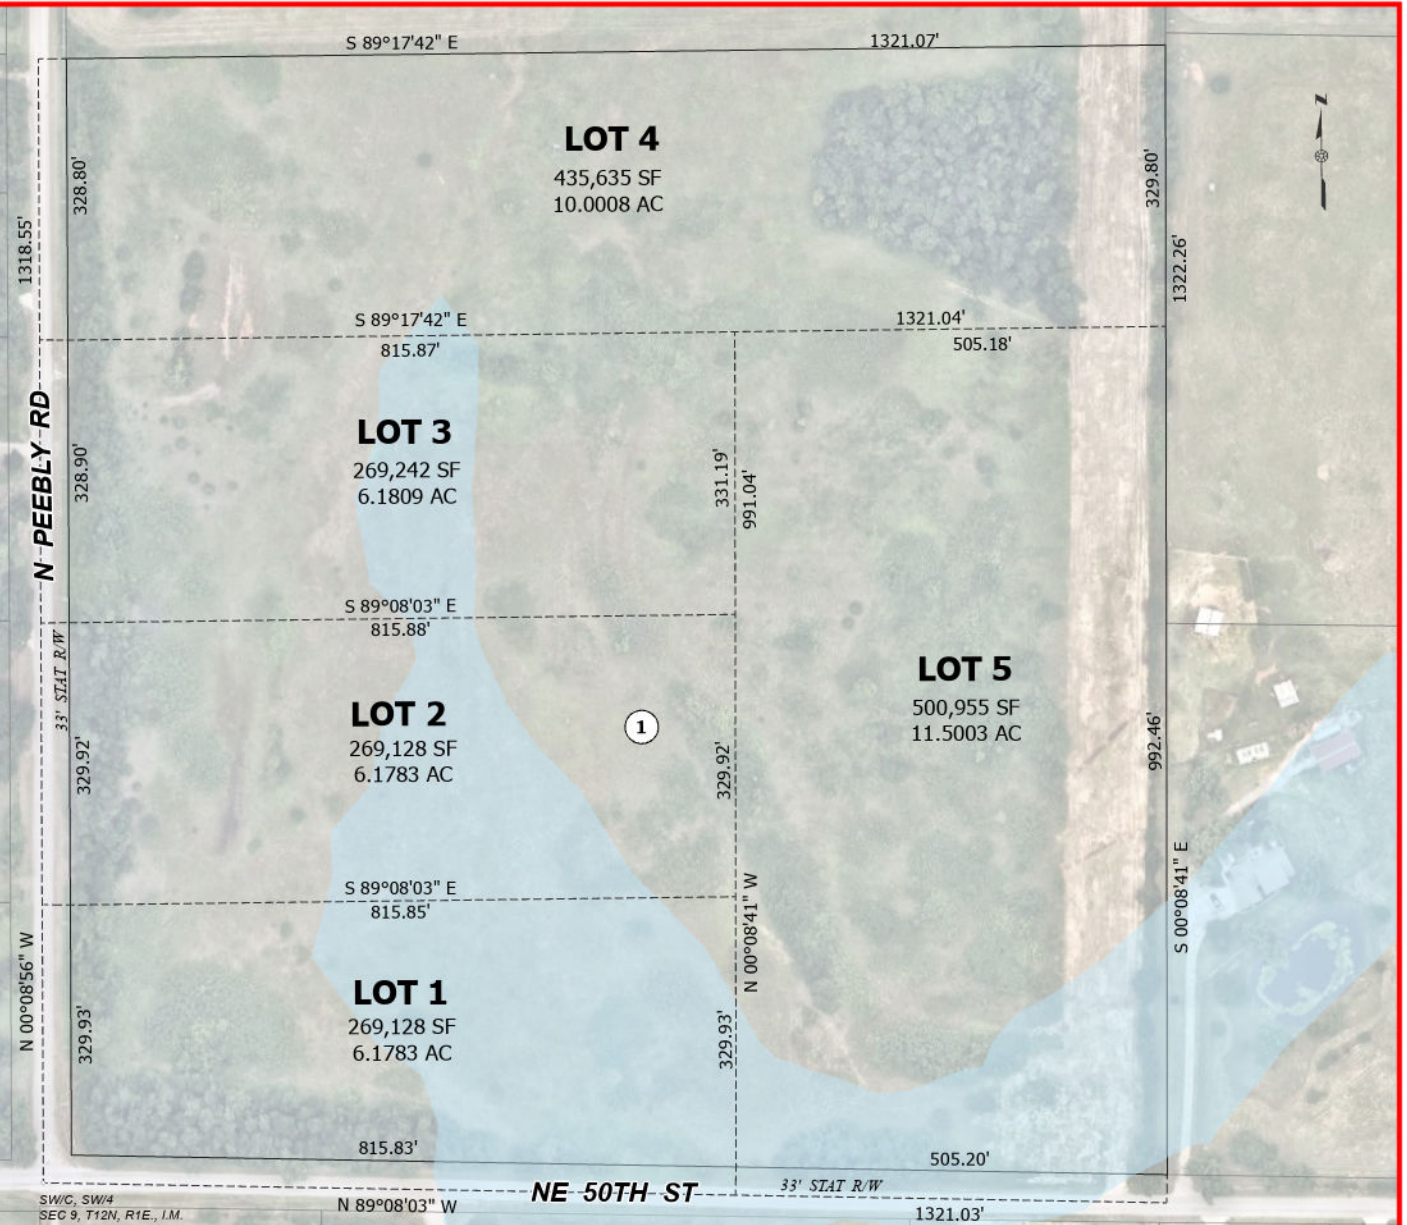 S 89°17'42" E
1321.07'
LOT 4
435,635 SF
10.0008 AC
328.80'
329.80'
1318.55'
1322.26'
S 89°17'42" E
1321.04'
815.87'
505.18'
N PEEBLY RD
LOT 3
269,242 SF
6.1809 AC
328.90'
331.19'
991.04'
S 89°08'03" E
815.88'
33' STAT R/W
LOT 2
269,128 SF
6.1783 AC
1
LOT 5
500,955 SF
11.5003 AC
329.92'
329.92'
992.46'
S 89°08'03" E
815.85'
N 00°08'41" W
S 00°08'41" E
N 00°08'56" W
LOT 1
269,128 SF
6.1783 AC
329.93'
329.93'
815.83'
505.20'
33' STAT R/W
NE 50TH ST
SW/C, SW/4
SEC 9, T12N, R1E., I.M.
N 89°08'03" W
1321.03'
N